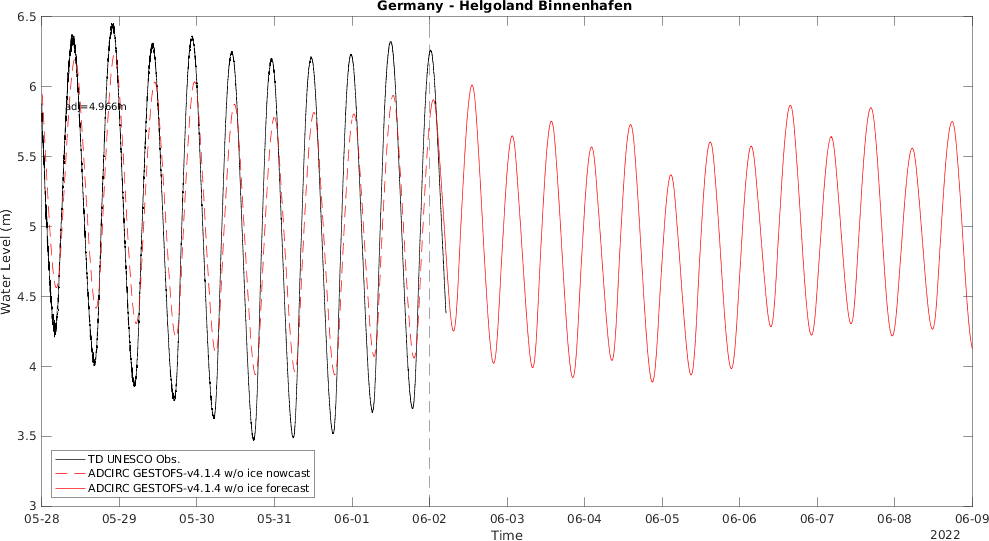 Germany - Helgoland Binnenhafen
6.5
6
5.5
5
4.5
4
3.5
3
Water Level (m)
adj=4.966m
TD UNESCO Obs.
ADCIRC GESTOFS-v4.1.4 w/o ice nowcast
ADCIRC GESTOFS-v4.1.4 w/o ice forecast
05-28 05-29 05-30 05-31 06-01 06-02 06-03 06-04 06-05 06-06 06-07 06-08 06-09
Time
2022